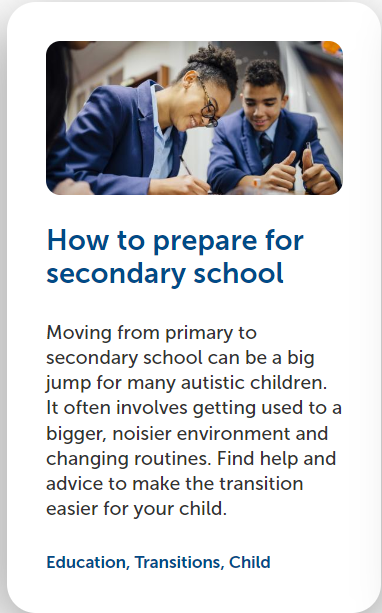 How to prepare for
secondary school
Moving from primary to
secondary school can be a big
jump for many autistic children.
It often involves getting used to a
bigger, noisier environment and
changing routines. Find help and
advice to make the transition
easier for your child.
Education, Transitions, Child